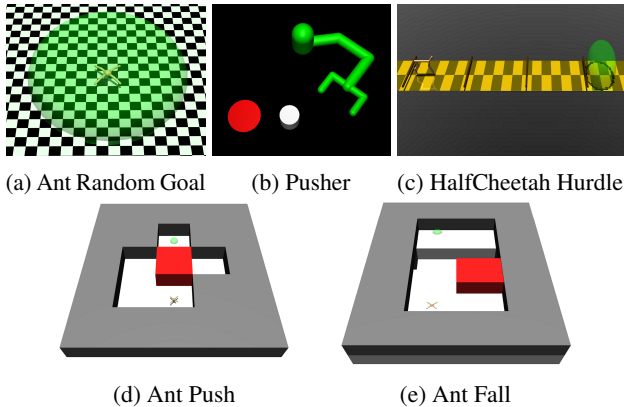 (a) Ant Random Goal (b) Pusher (c) HalfCheetah Hurdle
(d) Ant Push (e) Ant Fall